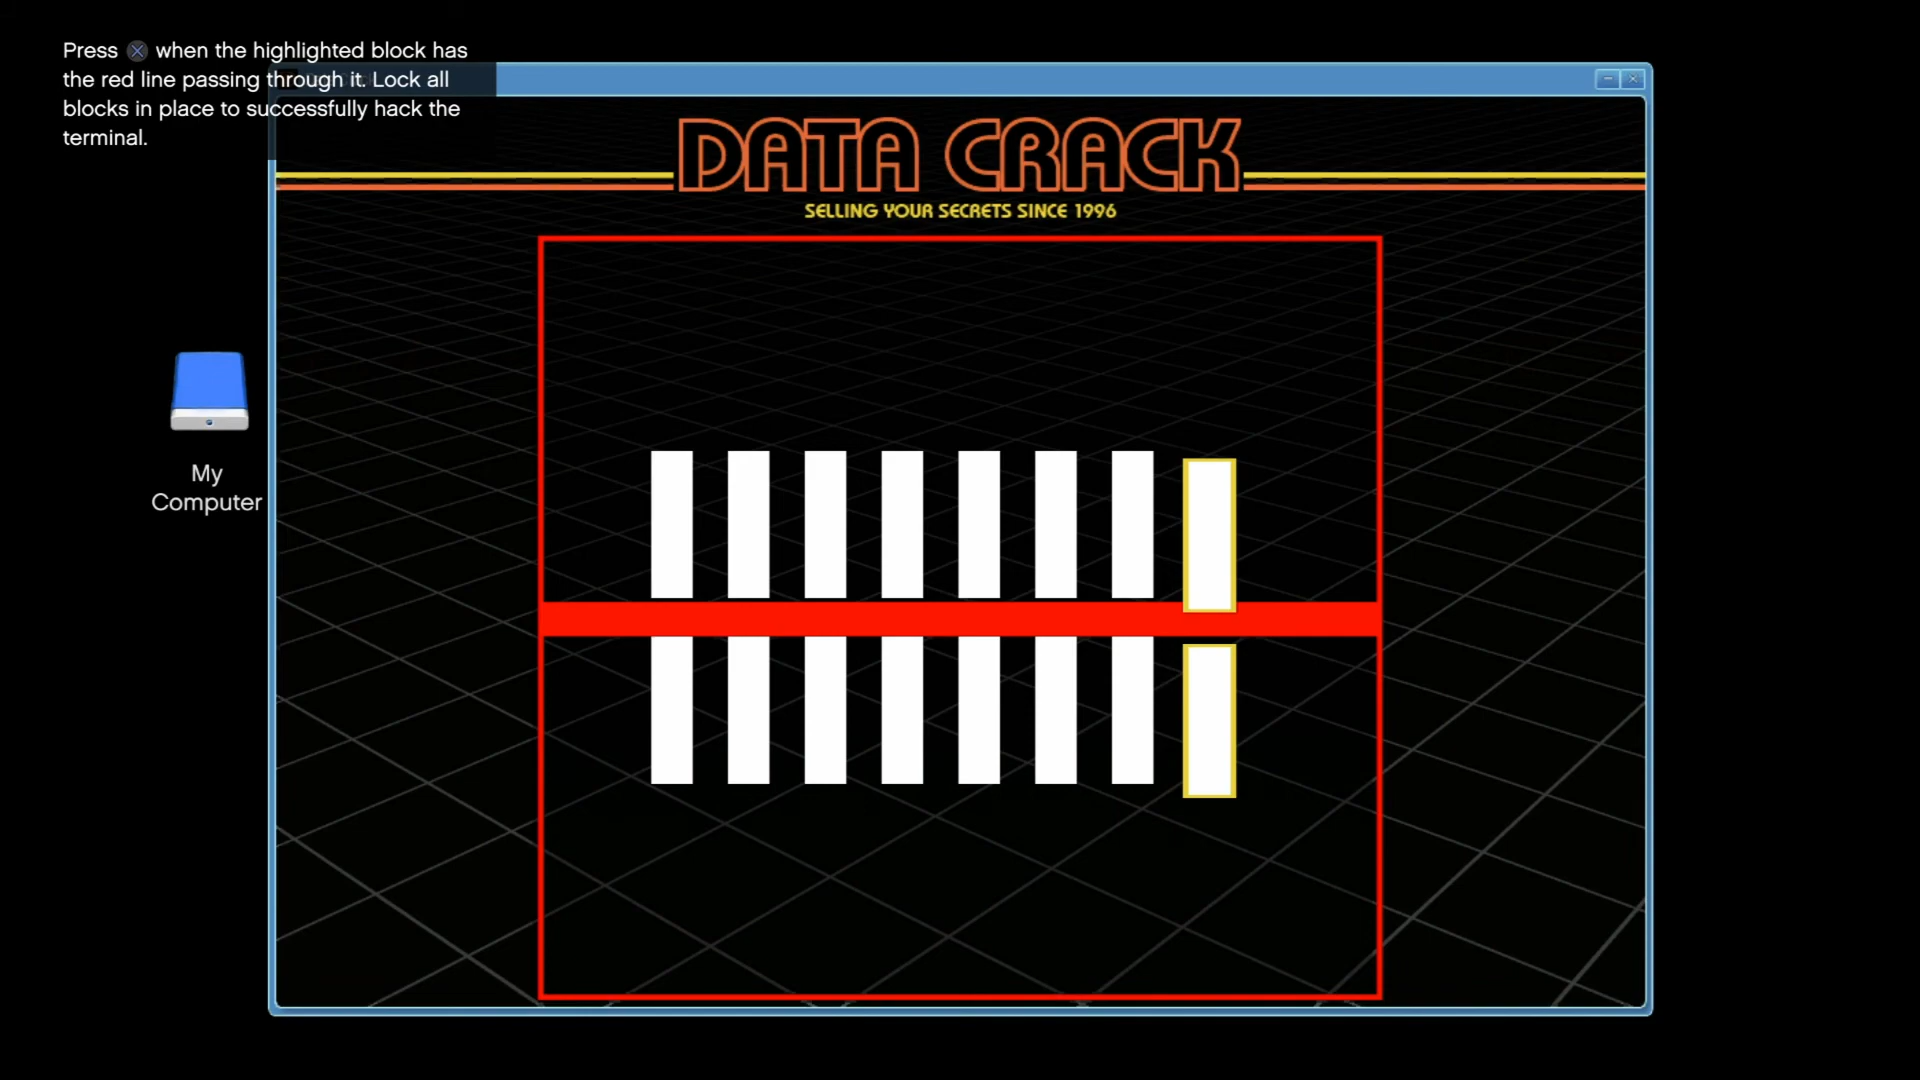 Press ⓧ when the highlighted block has
the red line passing through it. Lock all
blocks in place to successfully hack the
terminal.
DATA CRACK
SELLING YOUR SECRETS SINCE 1996
My
Computer